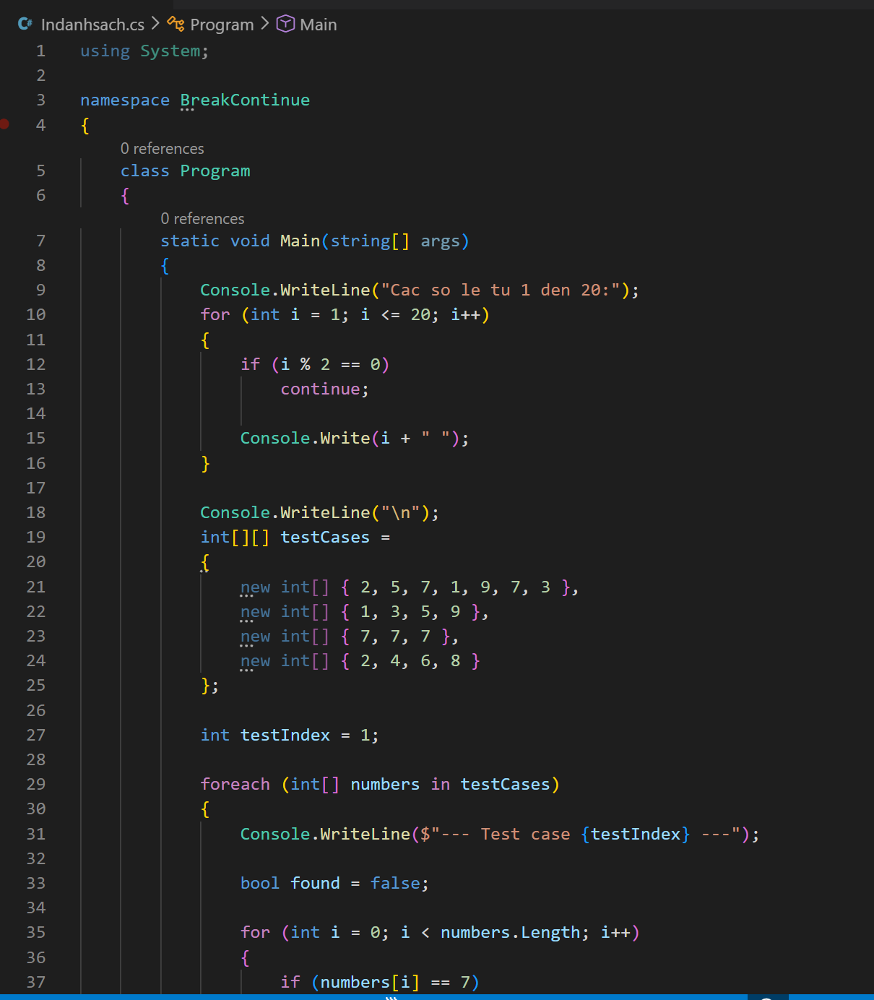 C# Indanhsach.cs > Program > Main
1 using System;
2
3 namespace BreakContinue
4 {
0 references
5 class Program
6 {
0 references
7 static void Main(string[] args)
8 {
9 Console.WriteLine("Cac so le tu 1 den 20:");
10 for (int i = 1; i <= 20; i++)
11 {
12 if (i % 2 == 0)
13 continue;
14
15 Console.Write(i + " ");
16 }
17
18 Console.WriteLine("\n");
19 int[][] testCases =
20 {
21 new int[] { 2, 5, 7, 1, 9, 7, 3 },
22 new int[] { 1, 3, 5, 9 },
23 new int[] { 7, 7, 7 },
24 new int[] { 2, 4, 6, 8 }
25 };
26
27 int testIndex = 1;
28
29 foreach (int[] numbers in testCases)
30 {
31 Console.WriteLine($"--- Test case {testIndex} ---");
32
33 bool found = false;
34
35 for (int i = 0; i < numbers.Length; i++)
36 {
37 if (numbers[i] == 7)